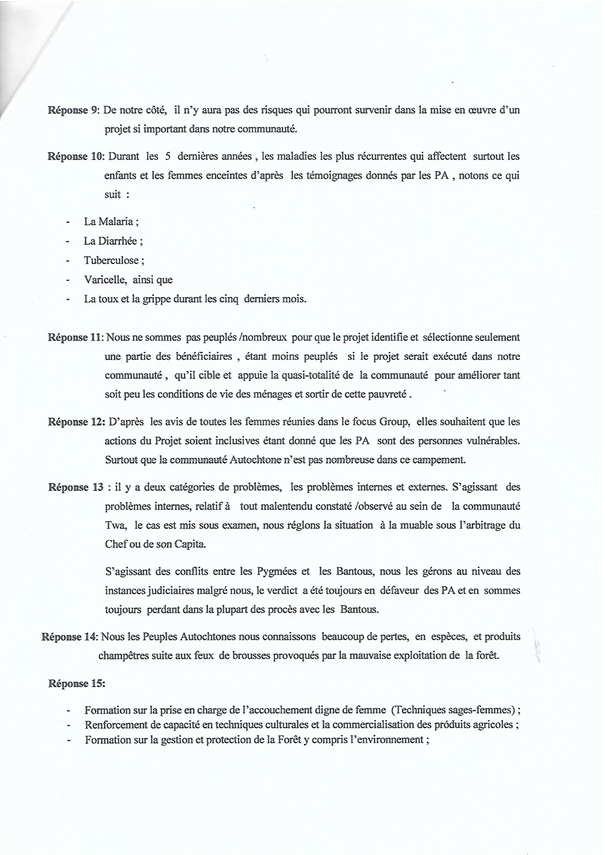 Réponse 9: De notre côté, il n'y aura pas des risques qui pourront survenir dans la mise en œuvre d'un
projet si important dans notre communauté.
Réponse 10: Durant les 5 dernières années , les maladies les plus récurrentes qui affectent surtout les
enfants et les femmes enceintes d'après les témoignages donnés par les PA , notons ce qui
suit :
- La Malaria ;
- La Diarrhée ;
- Tuberculose ;
- Varicelle, ainsi que
- La toux et la grippe durant les cinq derniers mois.
Réponse 11: Nous ne sommes pas peuplés /nombreux pour que le projet identifie et sélectionne seulement
une partie des bénéficiaires , étant moins peuplés si le projet serait exécuté dans notre
communauté , qu'il cible et appuie la quasi-totalité de la communauté pour améliorer tant
soit peu les conditions de vie des ménages et sortir de cette pauvreté .
Réponse 12: D'après les avis de toutes les femmes réunies dans le focus Group, elles souhaitent que les
actions du Projet soient inclusives étant donné que les PA sont des personnes vulnérables.
Surtout que la communauté Autochtone n'est pas nombreuse dans ce campement.
Réponse 13 : il y a deux catégories de problèmes, les problèmes internes et externes. S'agissant des
problèmes internes, relatif à tout malentendu constaté /observé au sein de la communauté
Twa, le cas est mis sous examen, nous réglons la situation à la muable sous l'arbitrage du
Chef ou de son Capita.
S'agissant des conflits entre les Pygmées et les Bantous, nous les gérons au niveau des
instances judiciaires malgré nous, le verdict a été toujours en défaveur des PA et en sommes
toujours perdant dans la plupart des procès avec les Bantous.
Réponse 14: Nous les Peuples Autochtones nous connaissons beaucoup de pertes, en espèces, et produits
champêtres suite aux feux de brousses provoqués par la mauvaise exploitation de la forêt.
Réponse 15:
- Formation sur la prise en charge de l'accouchement digne de femme (Techniques sages-femmes) ;
- Renforcement de capacité en techniques culturales et la commercialisation des produits agricoles ;
- Formation sur la gestion et protection de la Forêt y compris l'environnement ;